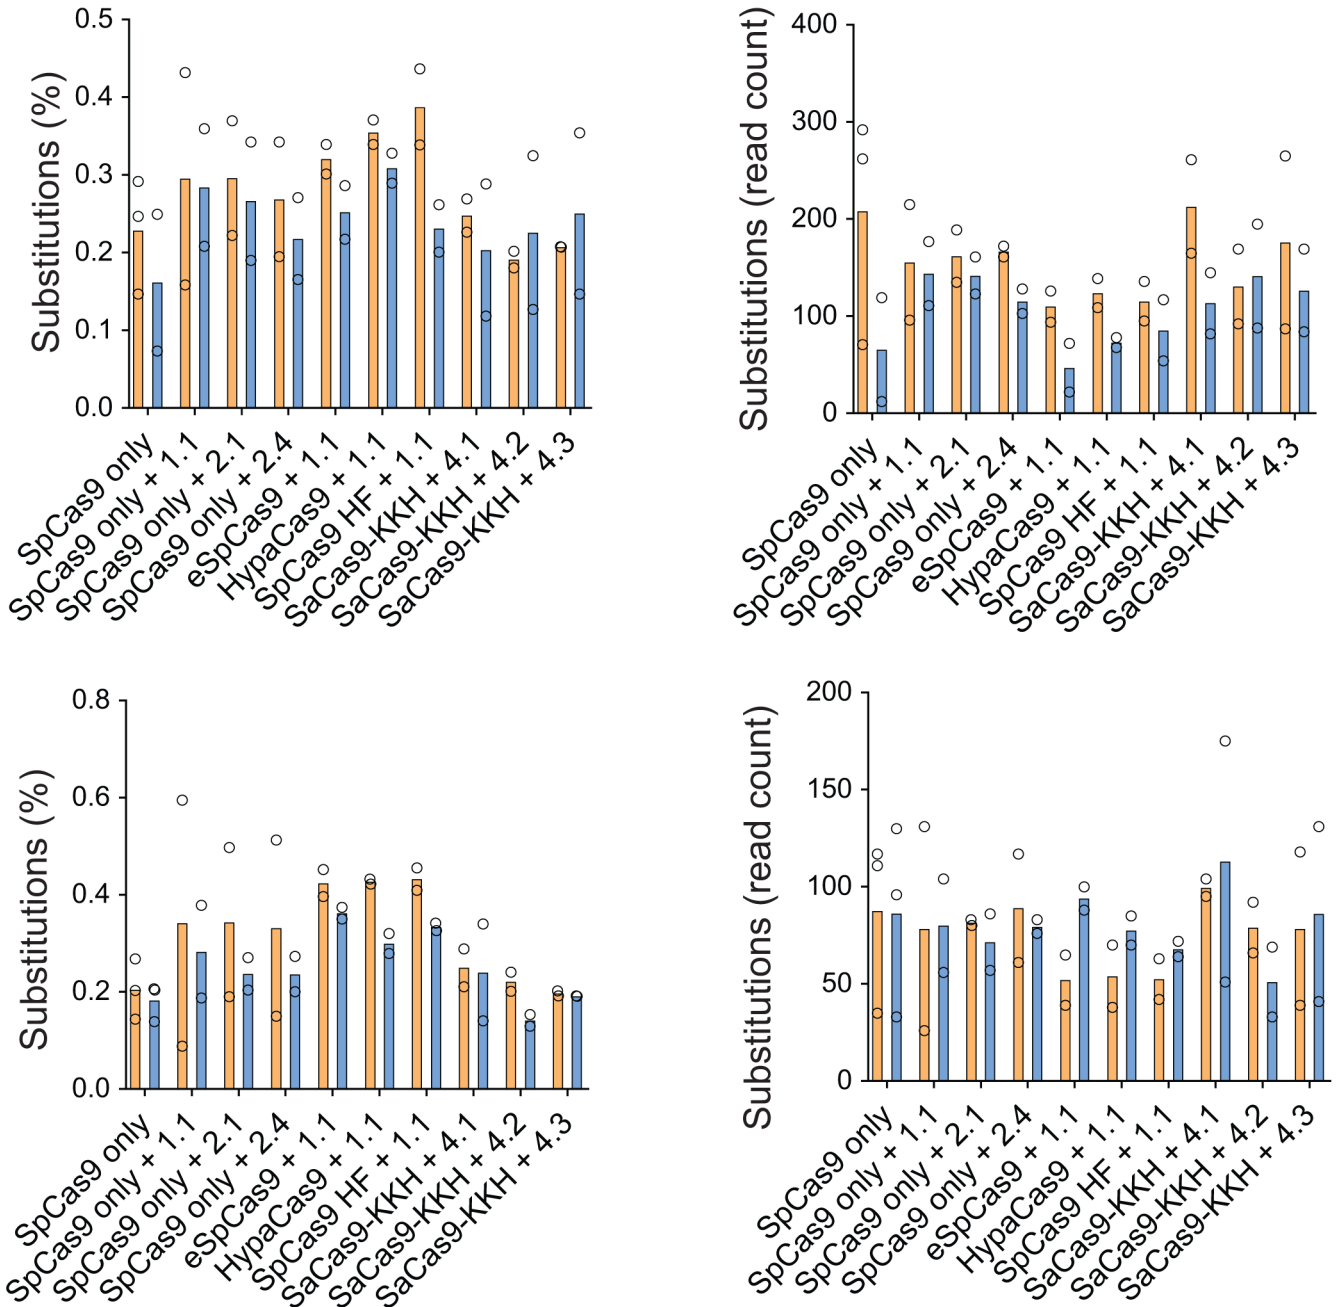 Substitutions (%)
0.5
0.4
0.3
0.2
0.1
0.0
SpCas9 only
SpCas9 only + 1.1
SpCas9 only + 2.1
SpCas9 only + 2.4
eSpCas9 + 1.1
HypaCas9 + 1.1
SpCas9 HF + 1.1
SaCas9-KKH + 4.1
SaCas9-KKH + 4.2
SaCas9-KKH + 4.3
Substitutions (read count)
400
300
200
100
0
SpCas9 only
SpCas9 only + 1.1
SpCas9 only + 2.1
SpCas9 only + 2.4
eSpCas9 + 1.1
HypaCas9 + 1.1
SpCas9 HF + 1.1
SaCas9-KKH + 4.1
SaCas9-KKH + 4.2
SaCas9-KKH + 4.3
Substitutions (%)
0.8
0.6
0.4
0.2
0.0
SpCas9 only
SpCas9 only + 1.1
SpCas9 only + 2.1
SpCas9 only + 2.4
eSpCas9 + 1.1
HypaCas9 + 1.1
SpCas9 HF + 1.1
SaCas9-KKH + 4.1
SaCas9-KKH + 4.2
SaCas9-KKH + 4.3
Substitutions (read count)
200
150
100
50
0
SpCas9 only
SpCas9 only + 1.1
SpCas9 only + 2.1
SpCas9 only + 2.4
eSpCas9 + 1.1
HypaCas9 + 1.1
SpCas9 HF + 1.1
SaCas9-KKH + 4.1
SaCas9-KKH + 4.2
SaCas9-KKH + 4.3